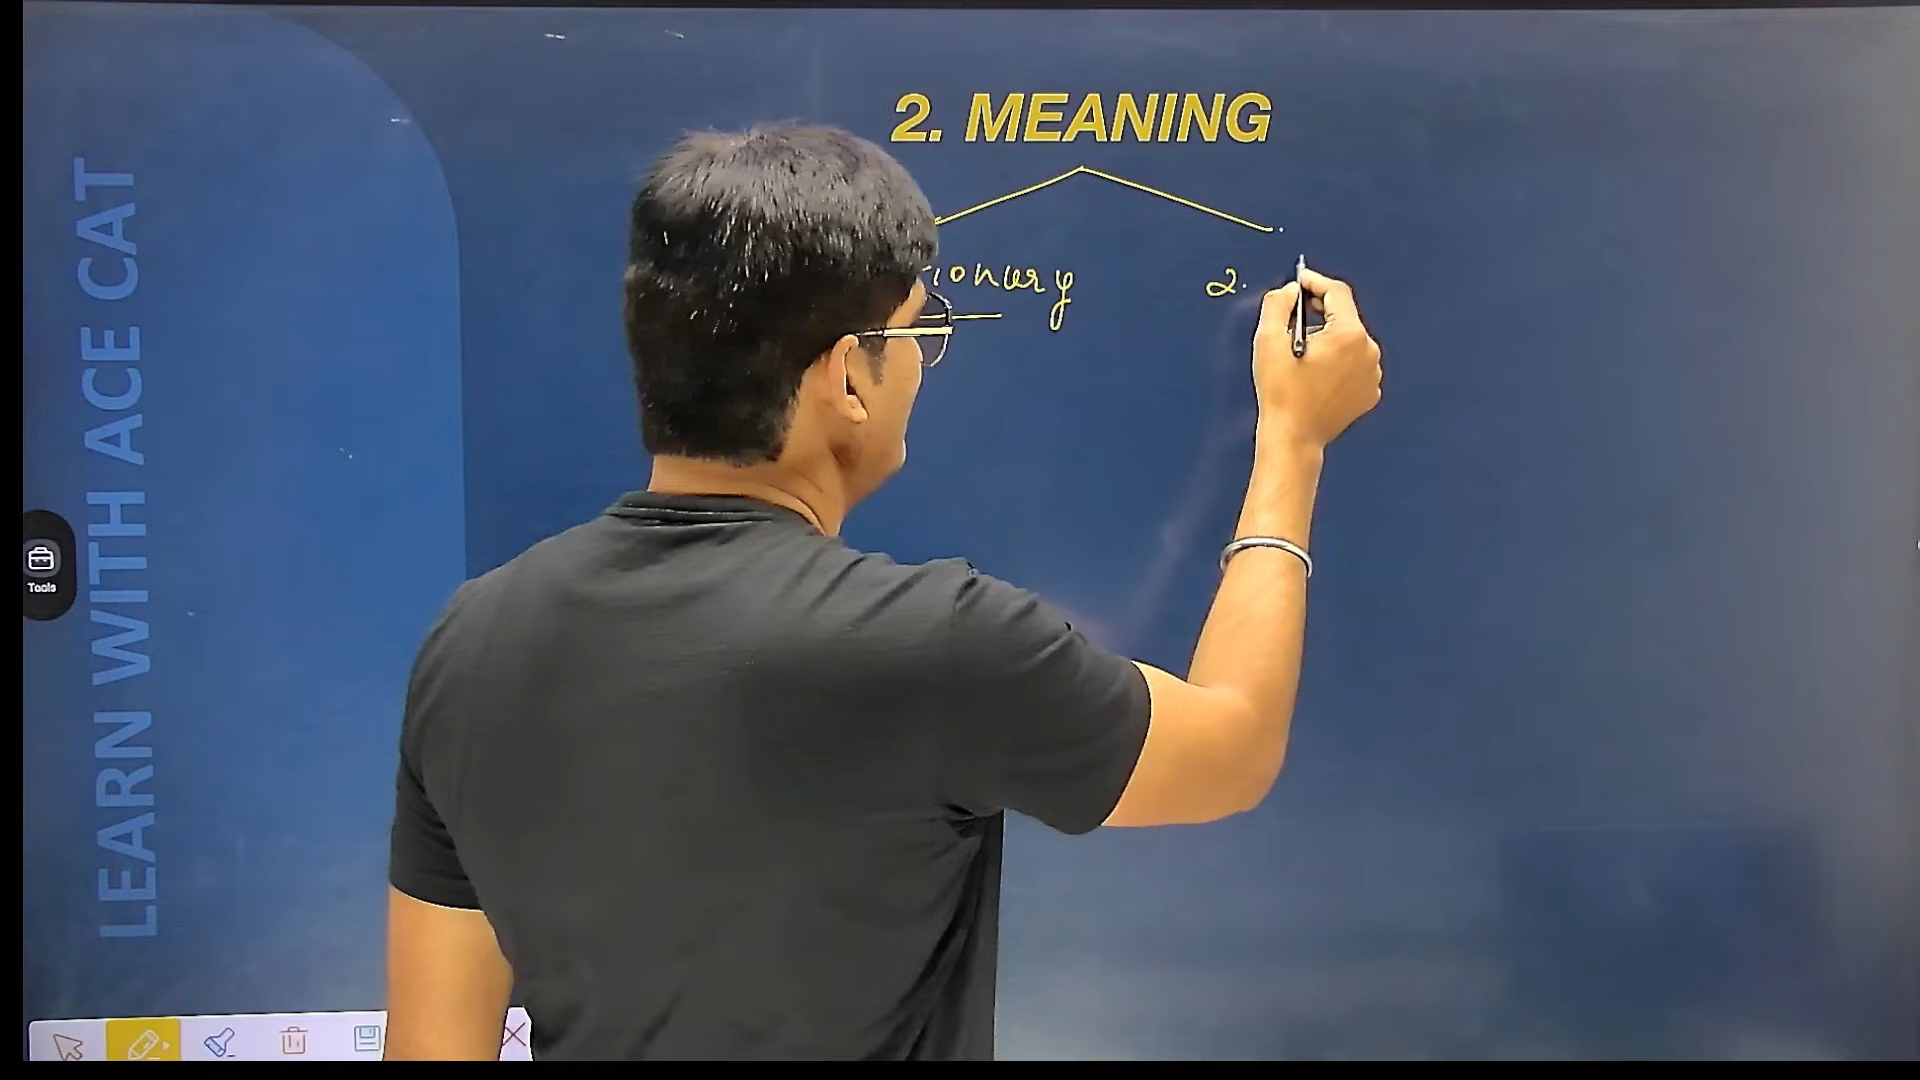 2. MEANING
ionary
2.
LEARN WITH ACE CAT
Tools